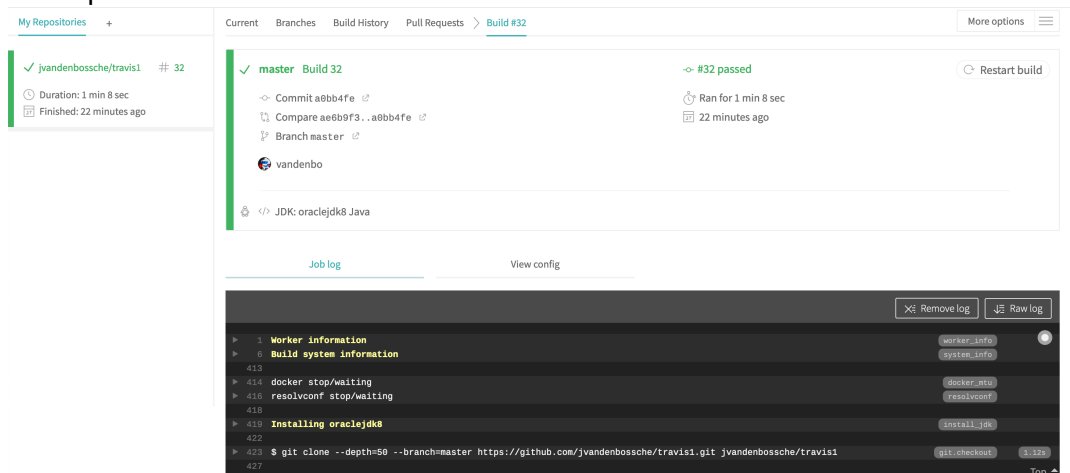 My Repositories +
Current Branches Build History Pull Requests > Build #32
More options
jvandenbossche/travis1 # 32
Duration: 1 min 8 sec
Finished: 22 minutes ago
master Build 32
#32 passed
Restart build
Commit a0bb4fe
Ran for 1 min 8 sec
Compare ae6b9f3..a0bb4fe
22 minutes ago
Branch master
vandenbo
</> JDK: oraclejdk8 Java
Job log
View config
Remove log
Raw log
1 Worker information worker_info
6 Build system information system_info
413
414 docker stop/waiting docker_mtu
416 resolvconf stop/waiting resolvconf
418
419 Installing oraclejdk8 install_jdk
422
423 $ git clone --depth=50 --branch=master https://github.com/jvandenbossche/travis1.git jvandenbossche/travis1 git.checkout 1.12s
427
Top